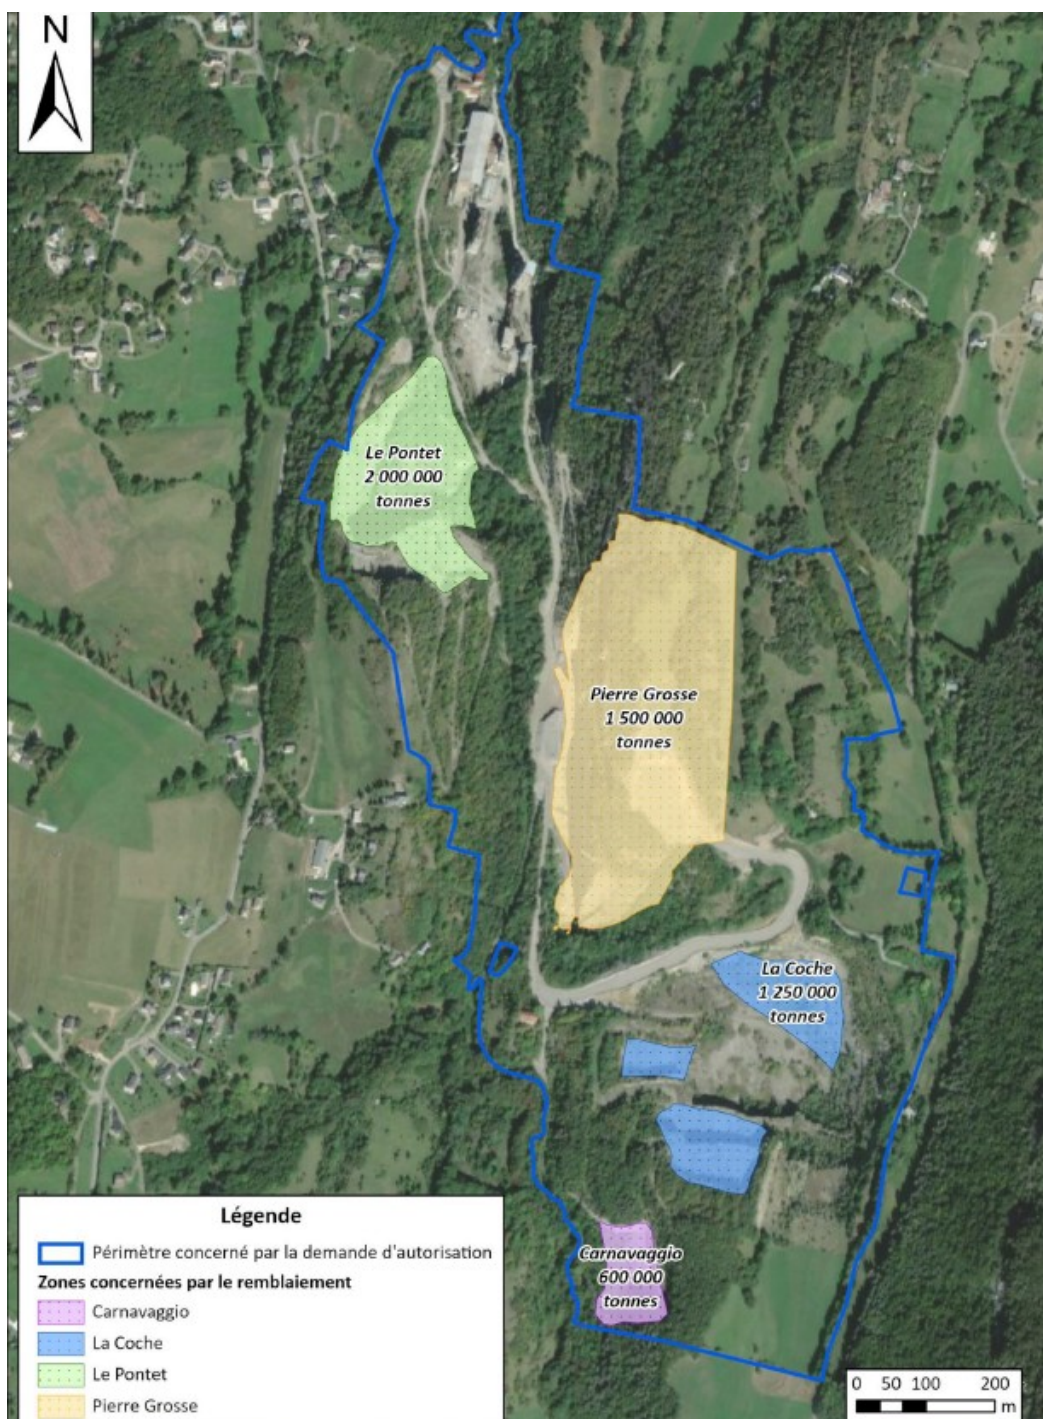 N
Le Pontet
2 000 000
tonnes
Pierre Grosse
1 500 000
tonnes
La Coche
1 250 000
tonnes
Carnavaggio
600 000
tonnes
Légende
Périmètre concerné par la demande d'autorisation
Zones concernées par le remblaiement
Carnavaggio
La Coche
Le Pontet
Pierre Grosse
0 50 100 200
m